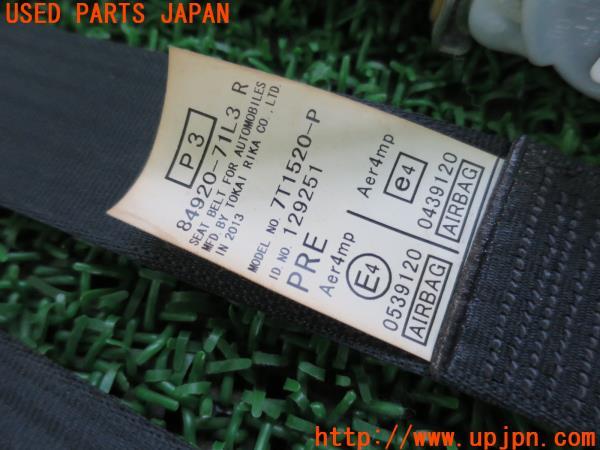 USED PARTS JAPAN
P3
84920-71L3 R
SEAT BELT FOR AUTOMOBILES
MFD. BY TOKAI RIKA CO., LTD.
IN 2013
MODEL NO. 7T1520-P
ID.NO. 129251
PRE
Aer4mp
E4
0539120
AIRBAG
Aer4mp
e4
0439120
AIRBAG
http://www.upjpn.com